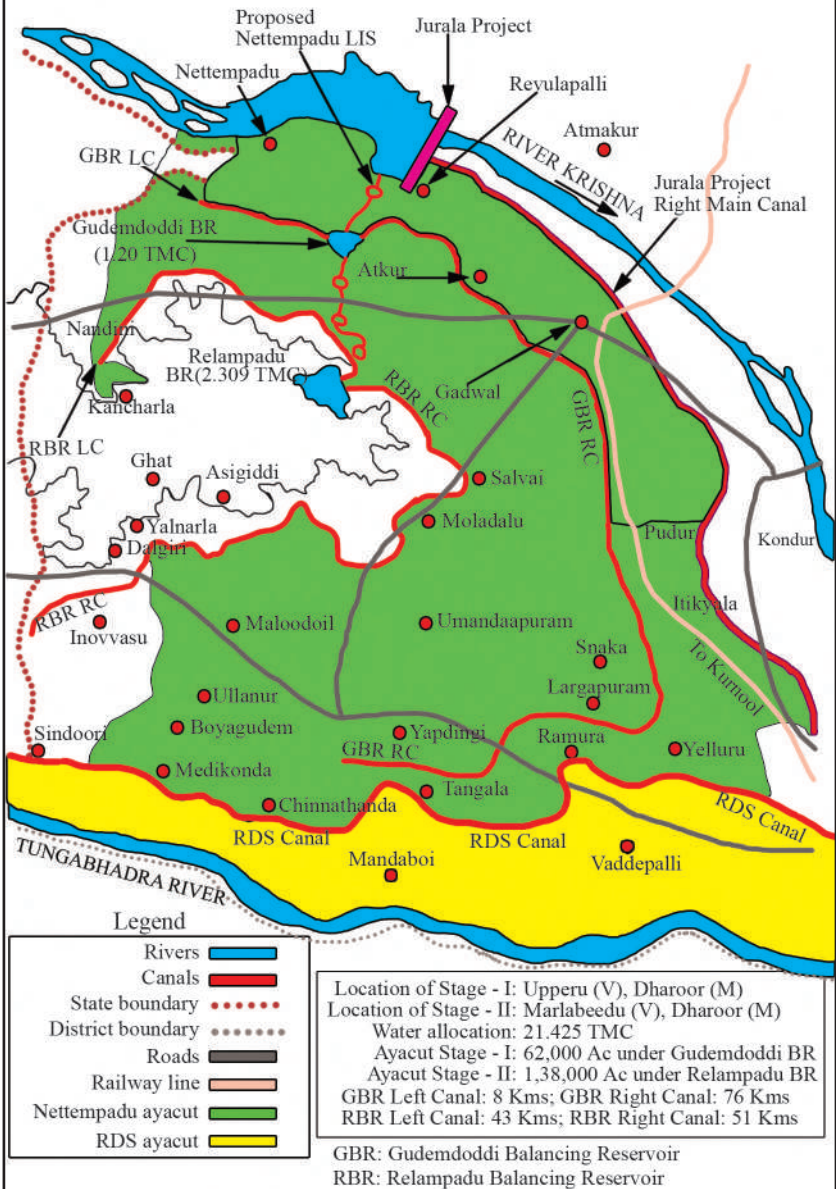 Proposed
Nettempadu LIS
Jurala Project
Nettempadu
Revulapalli
Atmakur
GBR LC
RIVER KRISHNA
Jurala Project
Right Main Canal
Gudemdoddi BR
(1.20 TMC)
Atkur
Nandini
Relampadu
BR(2.309 TMC)
Gadwal
Kancharla
RBR RC
GBR RC
RBR LC
Ghat
Asigiddi
Salvai
Yalnarla
Moladalu
Dalgiri
Pudur
Kondur
RBR RC
Inovvasu
Maloodoil
Umandaapuram
Itikyala
Snaka
To Kurnool
Ullanur
Largapuram
Boyagudem
Yapdingi
Sindoori
GBR RC
Ramura
Yelluru
Medikonda
Tangala
Chinnathanda
RDS Canal
RDS Canal
RDS Canal
TUNGABHADRA RIVER
Mandaboi
Vaddepalli
Legend
Rivers
Canals
State boundary
District boundary
Roads
Railway line
Nettempadu ayacut
RDS ayacut
Location of Stage - I: Upperu (V), Dharoor (M)
Location of Stage - II: Marlabeedu (V), Dharoor (M)
Water allocation: 21.425 TMC
Ayacut Stage - I: 62,000 Ac under Gudemdoddi BR
Ayacut Stage - II: 1,38,000 Ac under Relampadu BR
GBR Left Canal: 8 Kms; GBR Right Canal: 76 Kms
RBR Left Canal: 43 Kms; RBR Right Canal: 51 Kms
GBR: Gudemdoddi Balancing Reservoir
RBR: Relampadu Balancing Reservoir